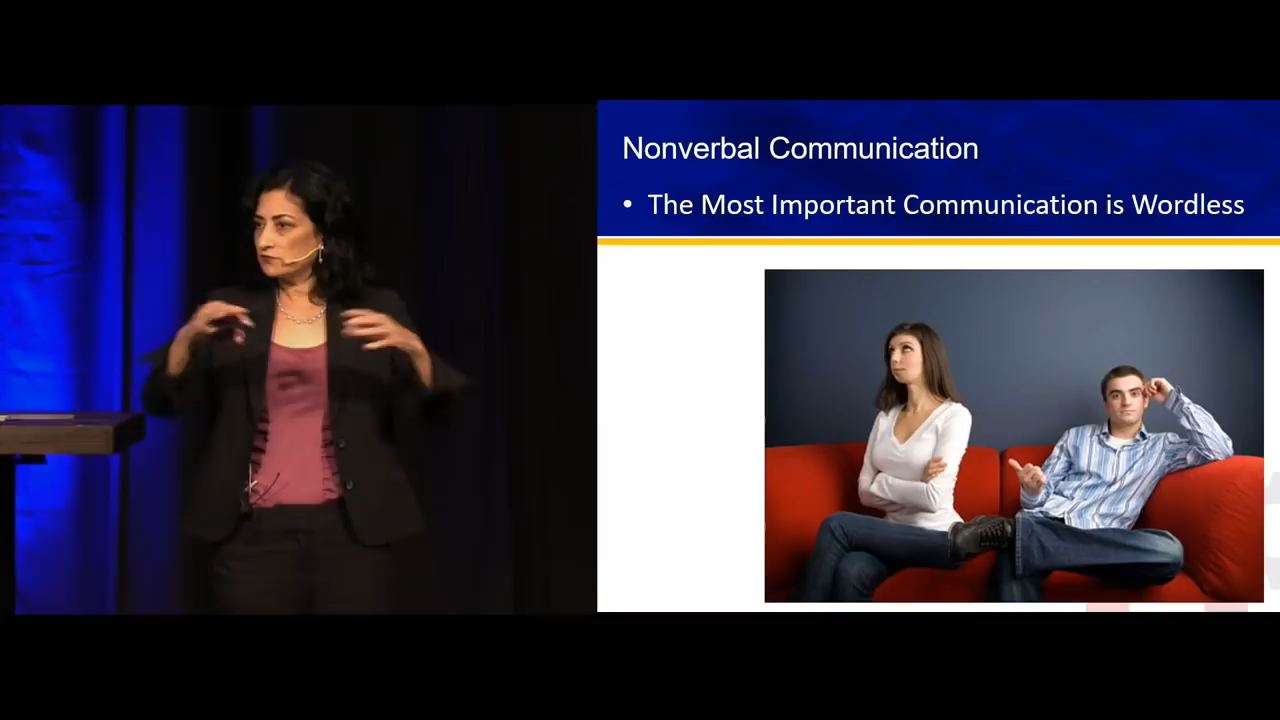 Nonverbal Communication
• The Most Important Communication is Wordless